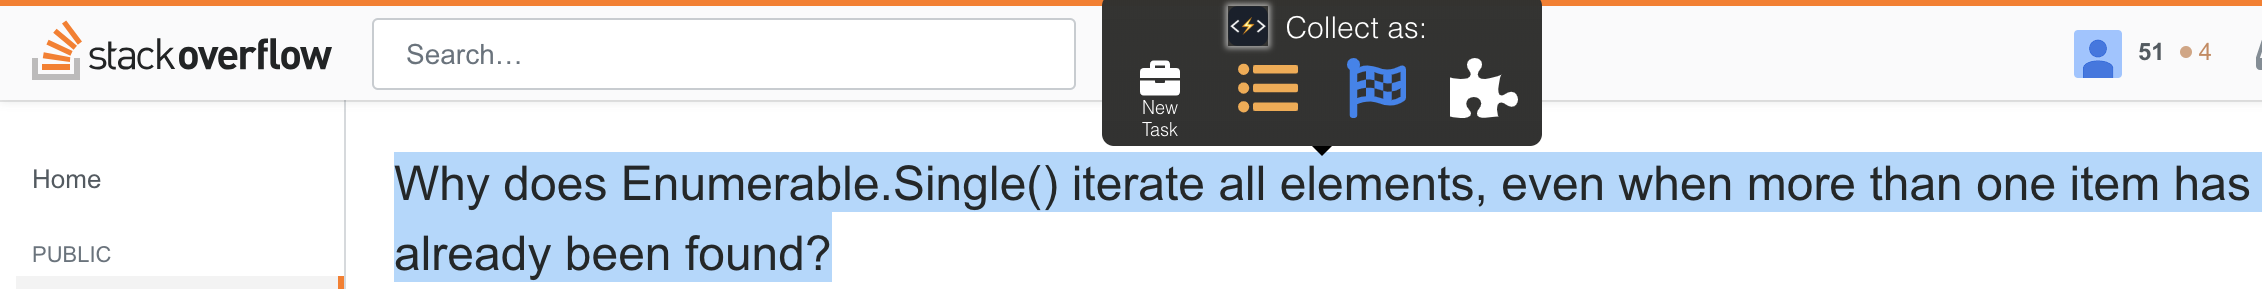 stackoverflow
Search…
Collect as:
New
Task
51
4
Home
PUBLIC
Why does Enumerable.Single() iterate all elements, even when more than one item has
already been found?